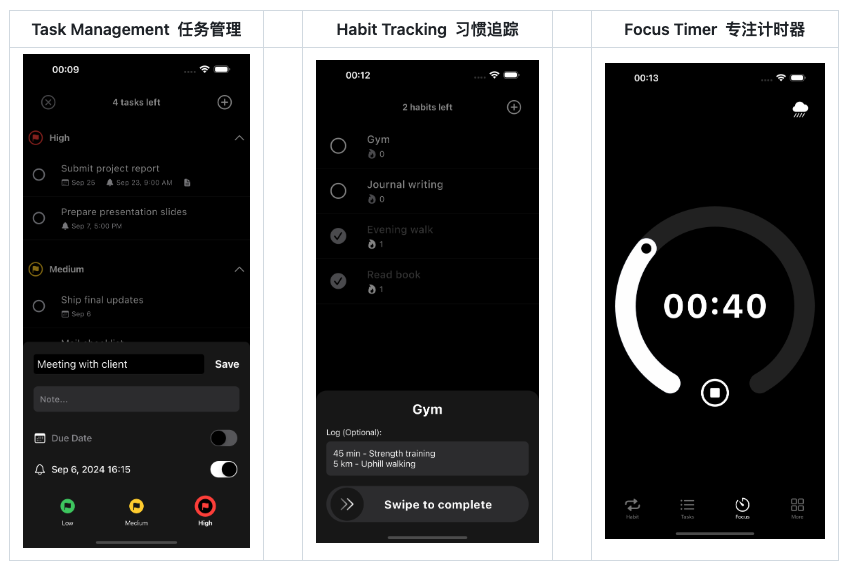 Task Management 任务管理
Habit Tracking 习惯追踪
Focus Timer 专注计时器
00:09
4 tasks left
High
Submit project report
Sep 25 Sep 23, 9:00 AM
Prepare presentation slides
Sep 7, 5:00 PM
Medium
Ship final updates
Sep 6
Meeting with client Save
Note...
Due Date
Sep 6, 2024 16:15
Low Medium High
00:12
2 habits left
Gym
0
Journal writing
0
Evening walk
1
Read book
1
Gym
Log (Optional):
45 min - Strength training
5 km - Uphill walking
Swipe to complete
00:13
00:40
Habit Tasks Focus More